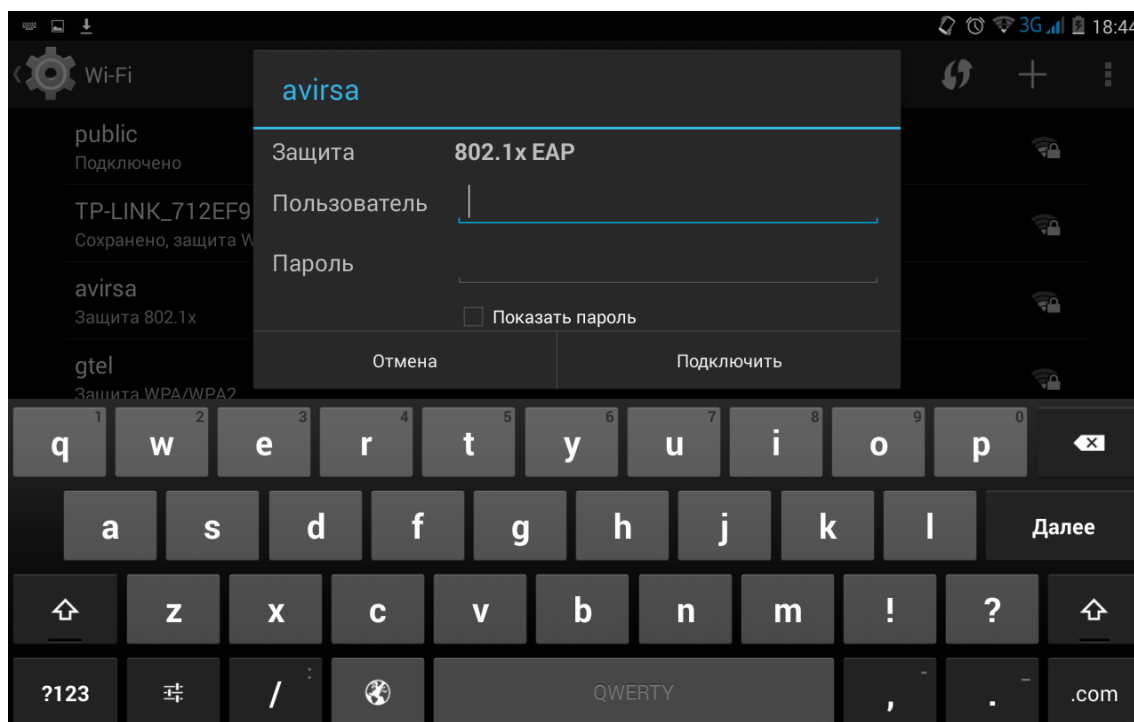 3G 18:44
Wi-Fi
avirsa
public
Подключено
TP-LINK_712EF9
Сохранено, защита W
avirsa
Защита 802.1x
gtel
Защита WPA/WPA2
Защита 802.1x EAP
Пользователь
Пароль
Показать пароль
Отмена Подключить
1 2 3 4 5 6 7 8 9 0
q w e r t y u i o p
a s d f g h j k l Далее
z x c v b n m ! ?
?123 / : QWERTY , - . _ .com